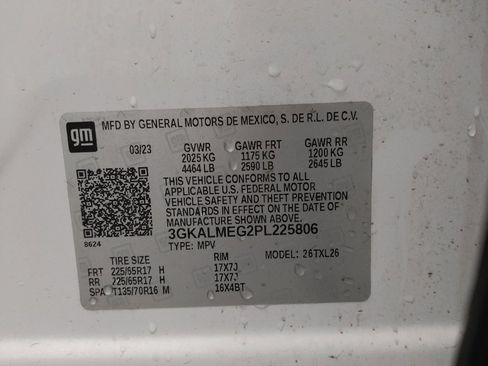 gm
MFD BY GENERAL MOTORS DE MEXICO, S. DE R.L. DE C.V.
03/23 GVWR GAWR FRT GAWR RR
2025 KG 1175 KG 1200 KG
4464 LB 2590 LB 2645 LB
THIS VEHICLE CONFORMS TO ALL
APPLICABLE U.S. FEDERAL MOTOR
VEHICLE SAFETY AND THEFT PREVENTION
STANDARDS IN EFFECT ON THE DATE OF
MANUFACTURE SHOWN ABOVE.
8624 3GKALMEG2PL225806
TYPE: MPV
TIRE SIZE RIM MODEL: 26TXL26
FRT 225/65R17 H 17X7J
RR 225/65R17 H 17X7J
SPA T135/70R16 M 16X4BT